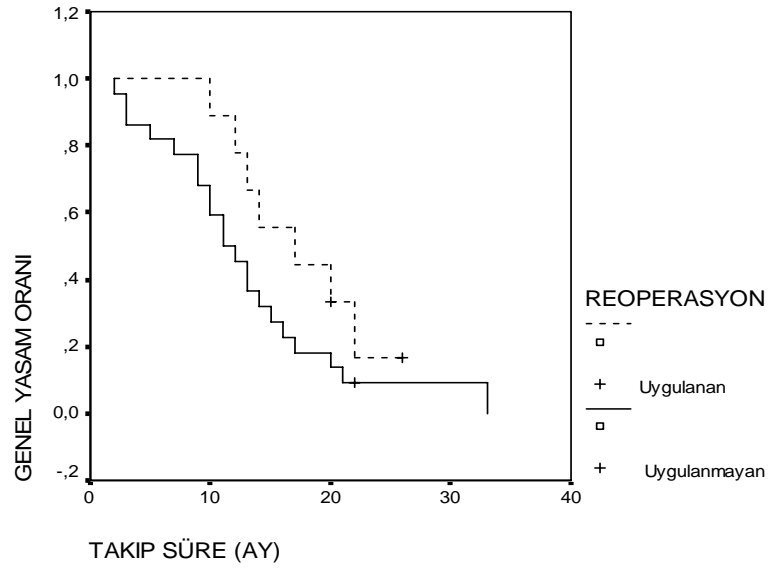 1,2
1,0
,8
,6
,4
,2
0,0
-,2
GENEL YASAM ORANI
0 10 20 30 40
TAKIP SÜRE (AY)
REOPERASYON
Uygulanan
Uygulanmayan